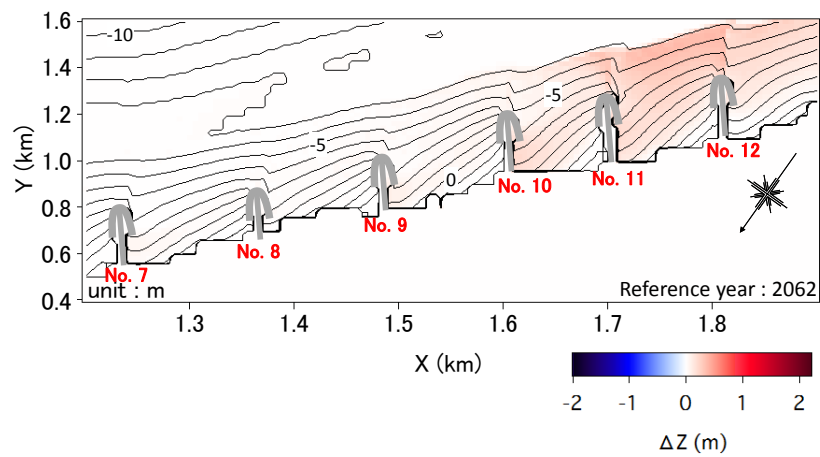 1.6
1.4
1.2
1.0
0.8
0.6
0.4
Y (km)
-10
-5
-5
0
No. 7
No. 8
No. 9
No. 10
No. 11
No. 12
unit : m
Reference year : 2062
1.3 1.4 1.5 1.6 1.7 1.8
X (km)
-2 -1 0 1 2
ΔZ (m)